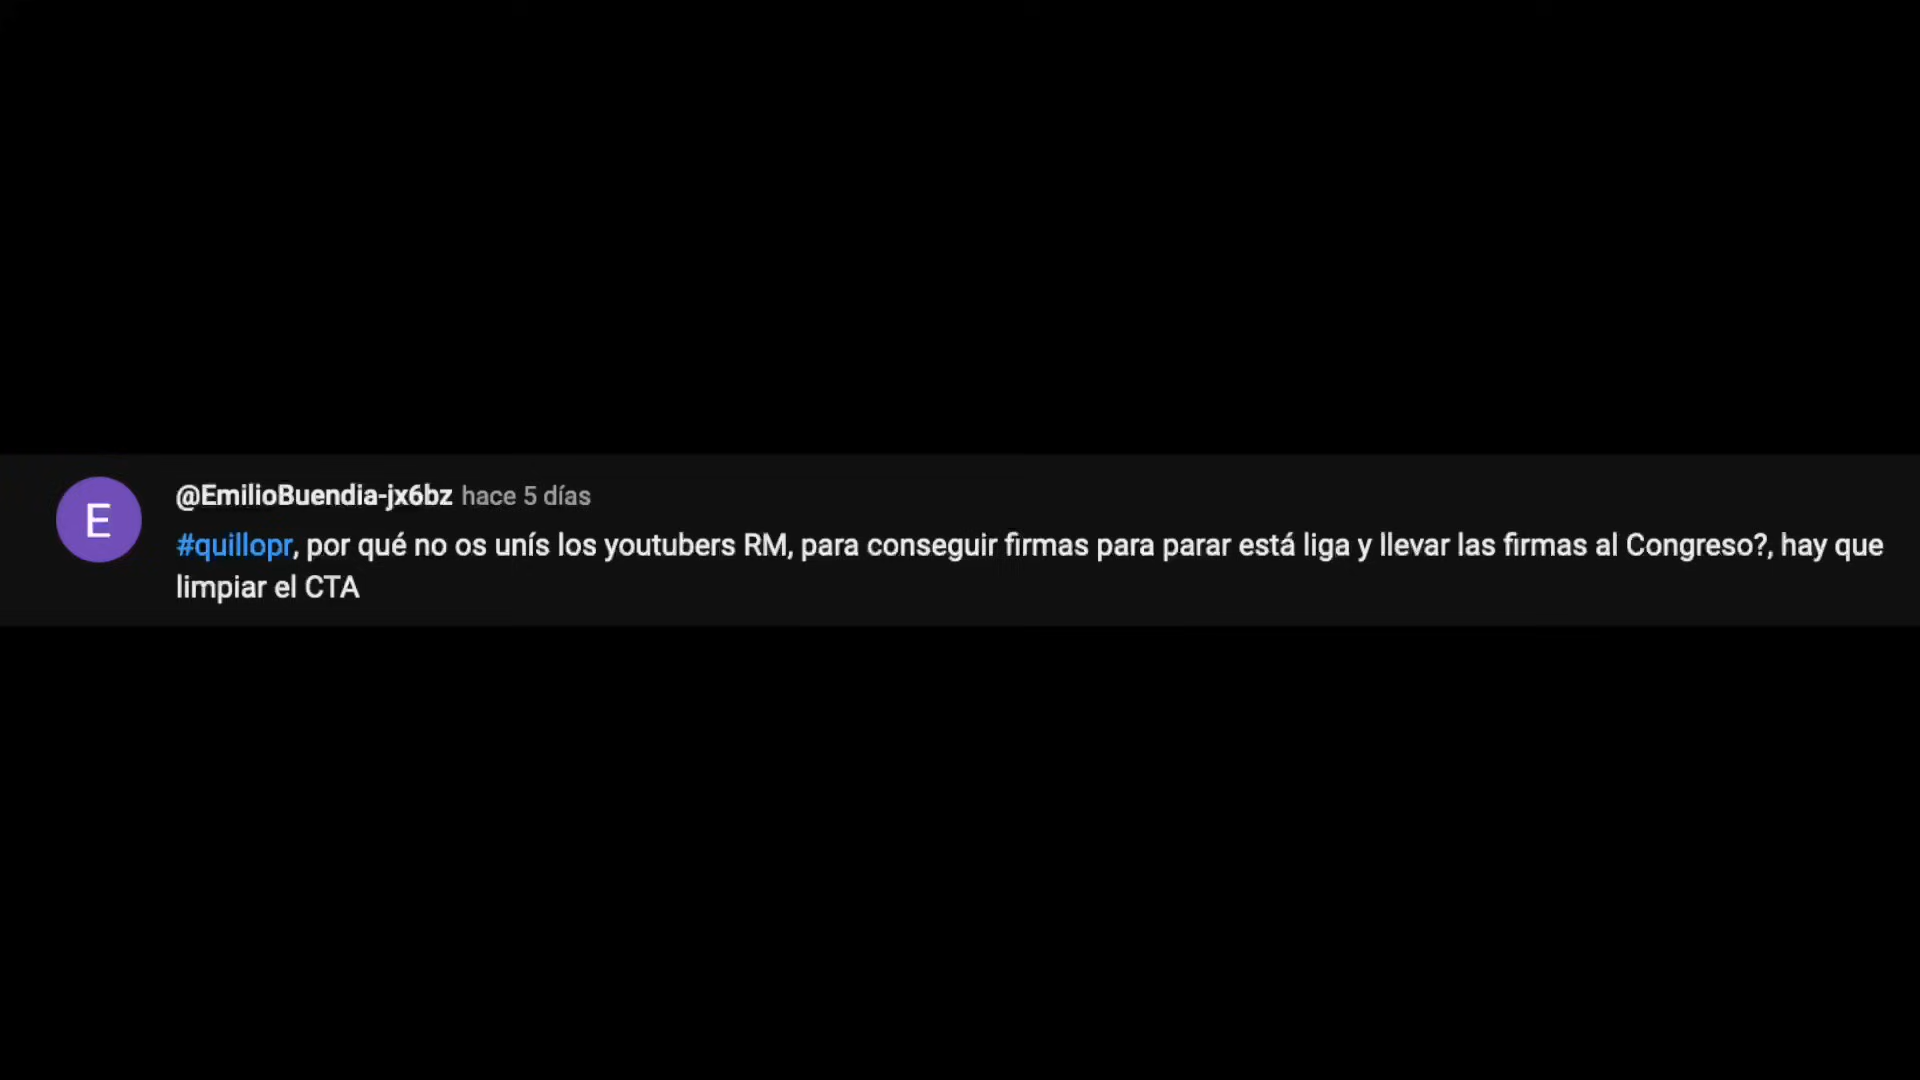 E
@EmilioBuendia-jx6bz hace 5 días
#quillopr, por qué no os unís los youtubers RM, para conseguir firmas para parar está liga y llevar las firmas al Congreso?, hay que
limpiar el CTA